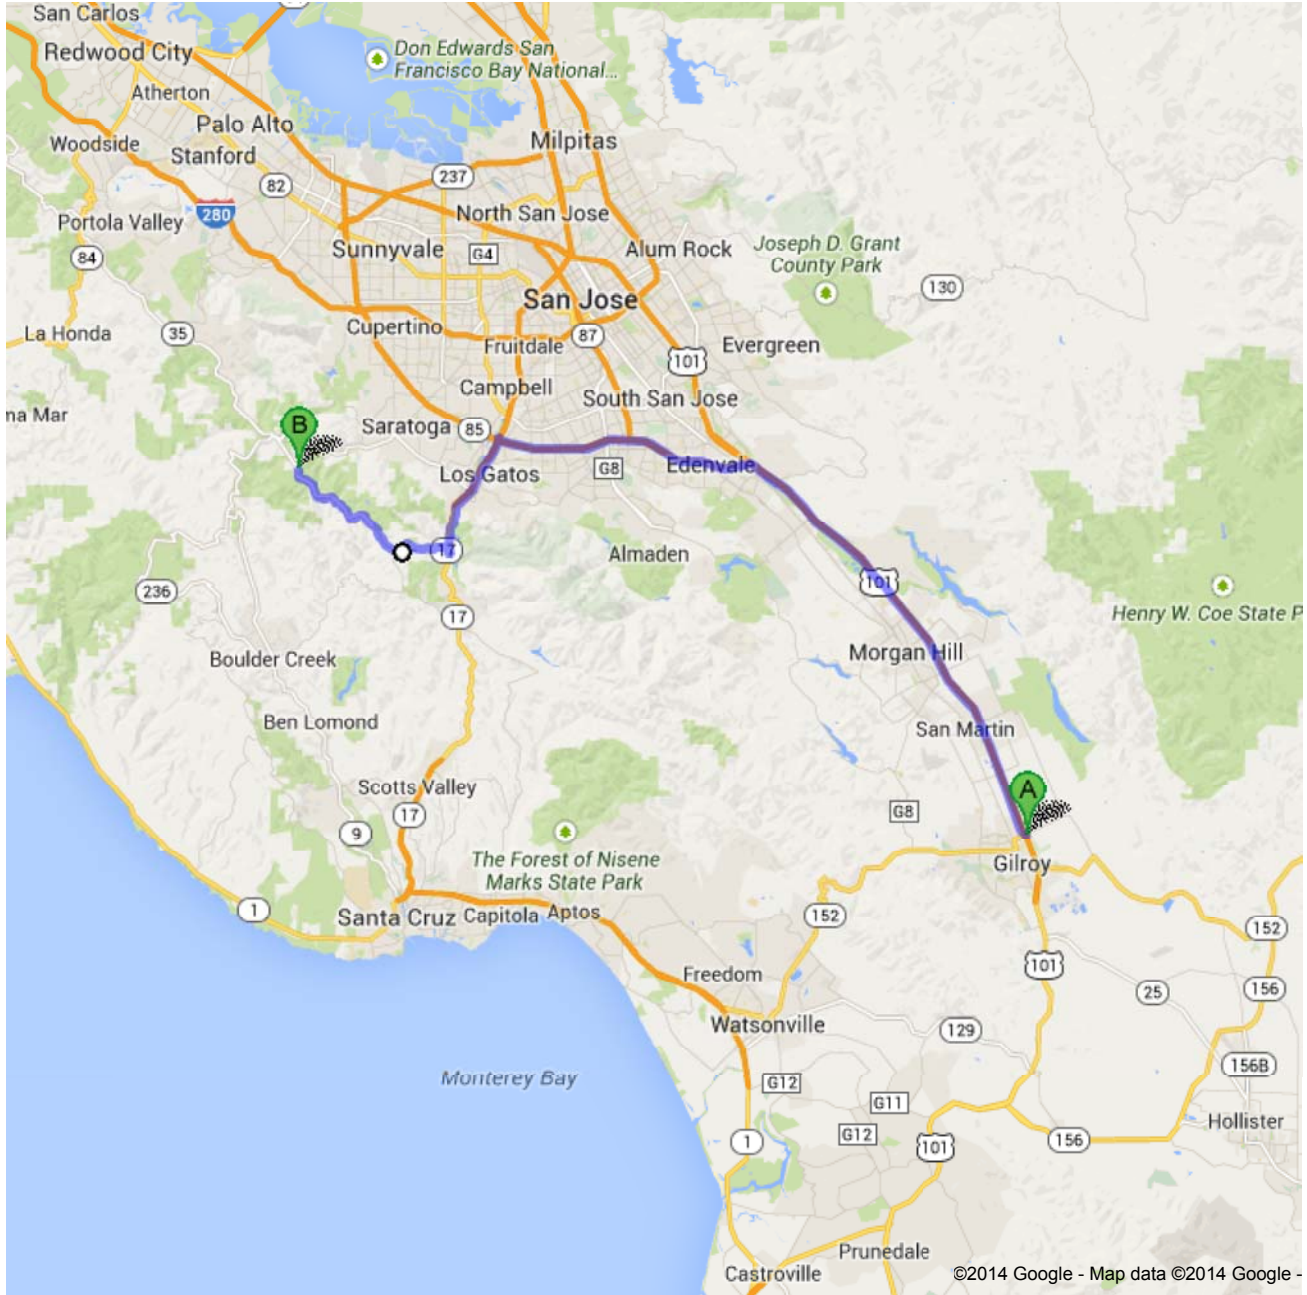 San Carlos
Redwood City
Don Edwards San
Francisco Bay National...
Atherton
Palo Alto
Milpitas
Woodside
Stanford
237
82
280
North San Jose
Portola Valley
Sunnyvale
G4
Alum Rock
Joseph D. Grant
County Park
84
130
San Jose
La Honda
35
Cupertino
Fruitdale
87
101
Evergreen
Campbell
South San Jose
na Mar
B
Saratoga
85
Los Gatos
G8
Edenvale
17
Almaden
101
236
Henry W. Coe State P
17
Boulder Creek
Morgan Hill
Ben Lomond
San Martin
Scotts Valley
A
17
G8
9
The Forest of Nisene
Marks State Park
Gilroy
1
Santa Cruz
Capitola
Aptos
152
152
Freedom
101
25
156
Watsonville
129
156B
Monterey Bay
G12
G11
Hollister
1
G12
101
156
Prunedale
Castroville
©2014 Google - Map data ©2014 Google -